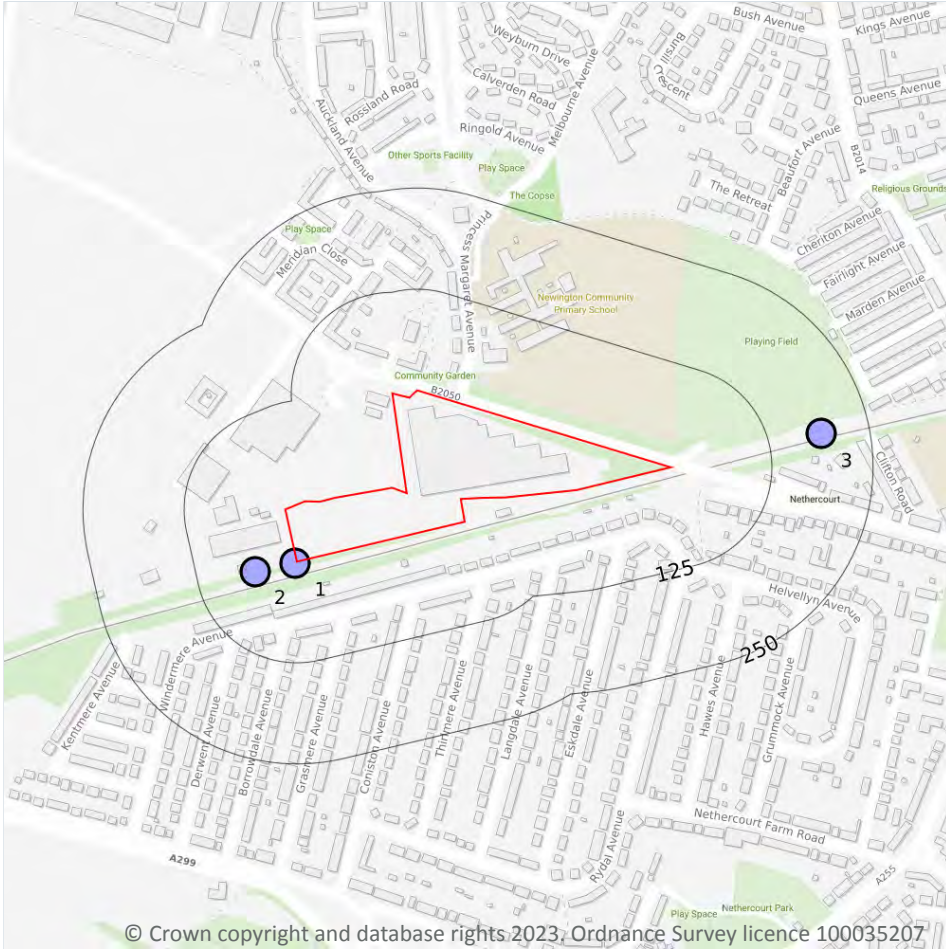 Bush Avenue
Kings Avenue
Weyburn Drive
Bursill Crescent
Calverden Road
Melbourne Avenue
Queens Avenue
Rossland Road
Auckland Avenue
Ringold Avenue
Beaufort Avenue
B2014
Other Sports Facility
Play Space
The Copse
The Retreat
Religious Grounds
Play Space
Meridian Close
Princess Margaret Avenue
Cheriton Avenue
Fairlight Avenue
Marden Avenue
Newington Community
Primary School
Playing Field
Community Garden
B2050
3
Clifton Road
Nethercourt
125
1
2
Helvellyn Avenue
250
Windermere Avenue
Kentmere Avenue
Derwent Avenue
Borrowdale Avenue
Grasmere Avenue
Coniston Avenue
Thirlmere Avenue
Langdale Avenue
Eskdale Avenue
Hawes Avenue
Grummock Avenue
Nethercourt Farm Road
Rydal Avenue
A299
A255
Nethercourt Park
Play Space
© Crown copyright and database rights 2023. Ordnance Survey licence 100035207